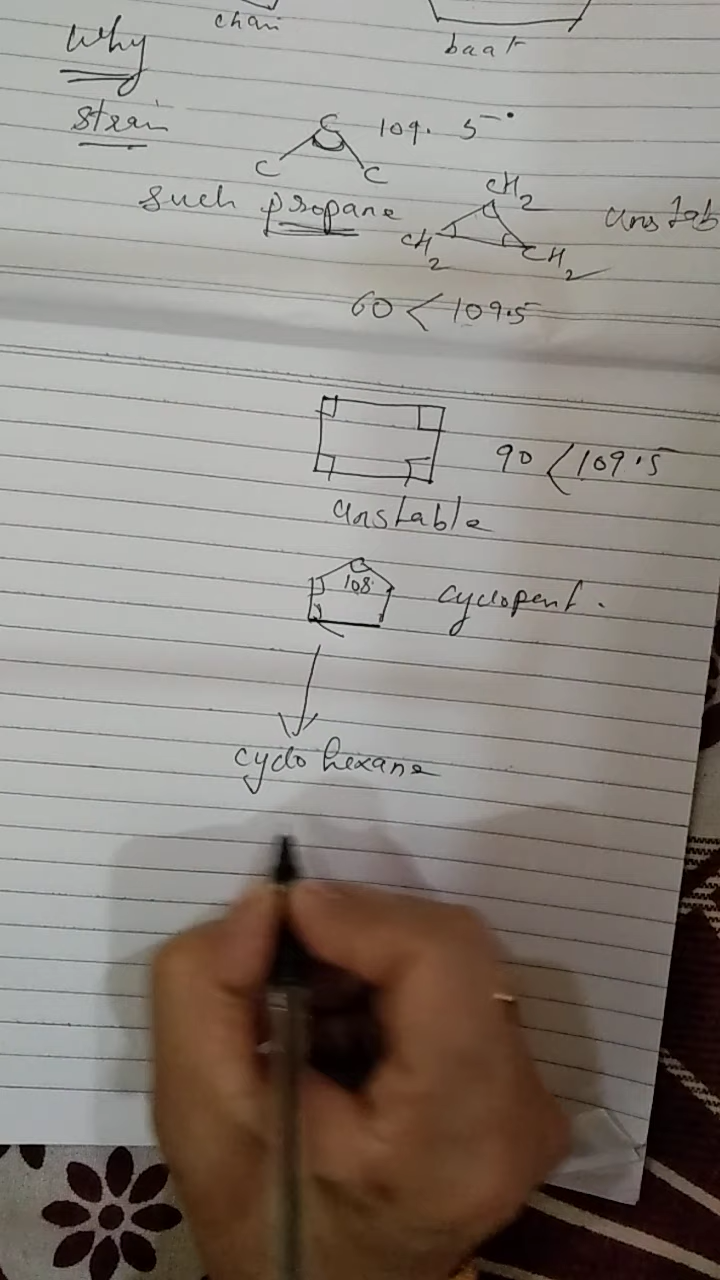 chair boat
Why
strain C 109.5°
C C
such propane CH2 unstab
CH2 CH2
60 < 109.5
90 < 109.5
unstable
108 cyclopent.
cyclo hexane